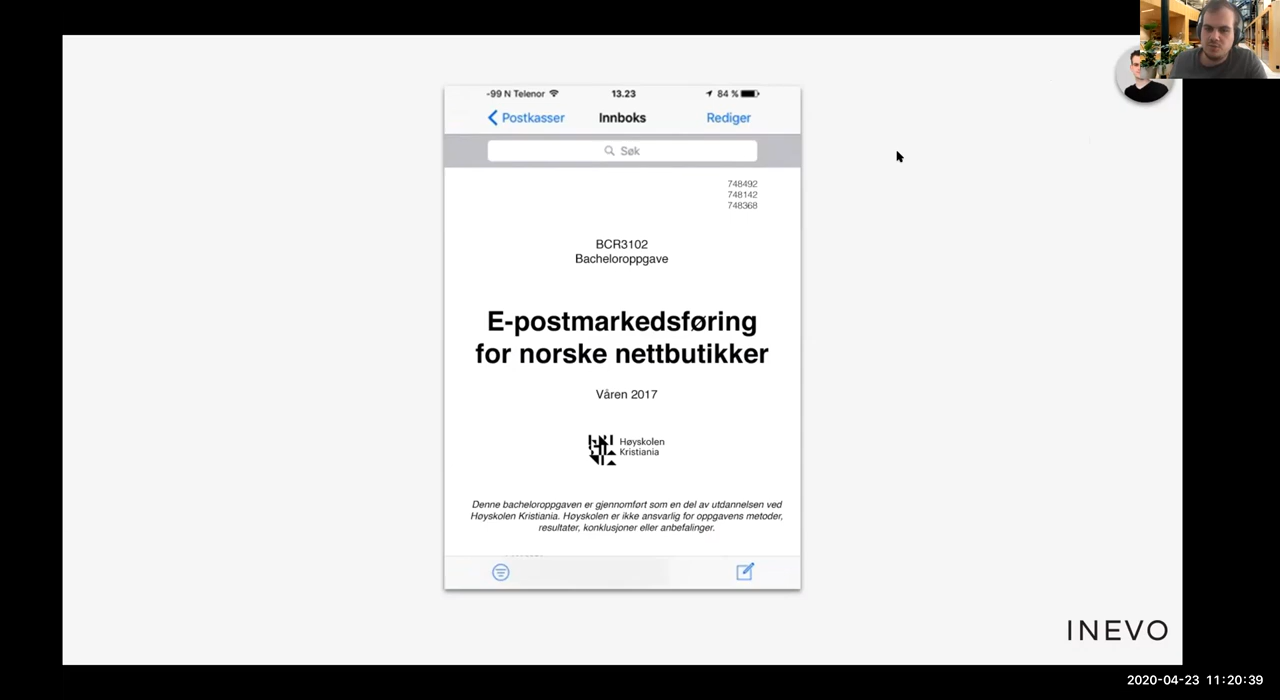 -99 N Telenor 13.23 84 %
Postkasser Innboks Rediger
Søk
748492
748142
748368
BCR3102
Bacheloroppgave
E-postmarkedsføring
for norske nettbutikker
Våren 2017
Høyskolen
Kristiania
Denne bacheloroppgaven er gjennomført som en del av utdannelsen ved
Høyskolen Kristiania. Høyskolen er ikke ansvarlig for oppgavens metoder,
resultater, konklusjoner eller anbefalinger.
INEVO
2020-04-23 11:20:39